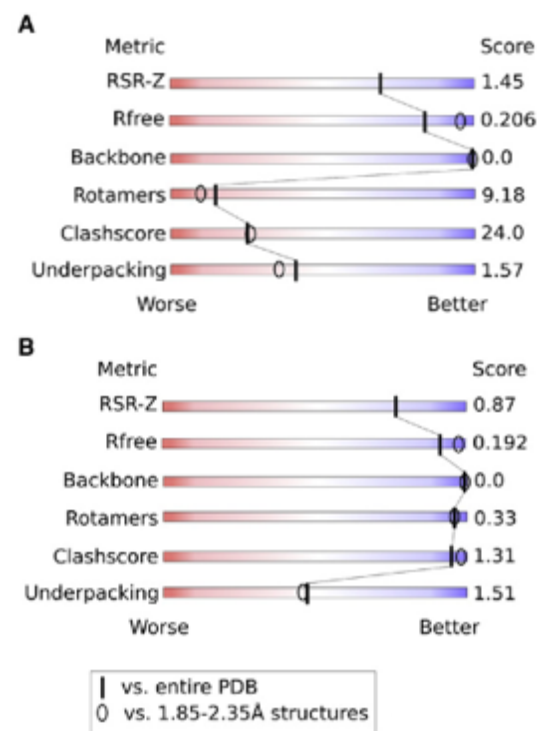 A
Metric Score
RSR-Z 1.45
Rfree 0.206
Backbone 0.0
Rotamers 9.18
Clashscore 24.0
Underpacking 1.57
Worse Better
B
Metric Score
RSR-Z 0.87
Rfree 0.192
Backbone 0.0
Rotamers 0.33
Clashscore 1.31
Underpacking 1.51
Worse Better
vs. entire PDB
vs. 1.85-2.35Å structures